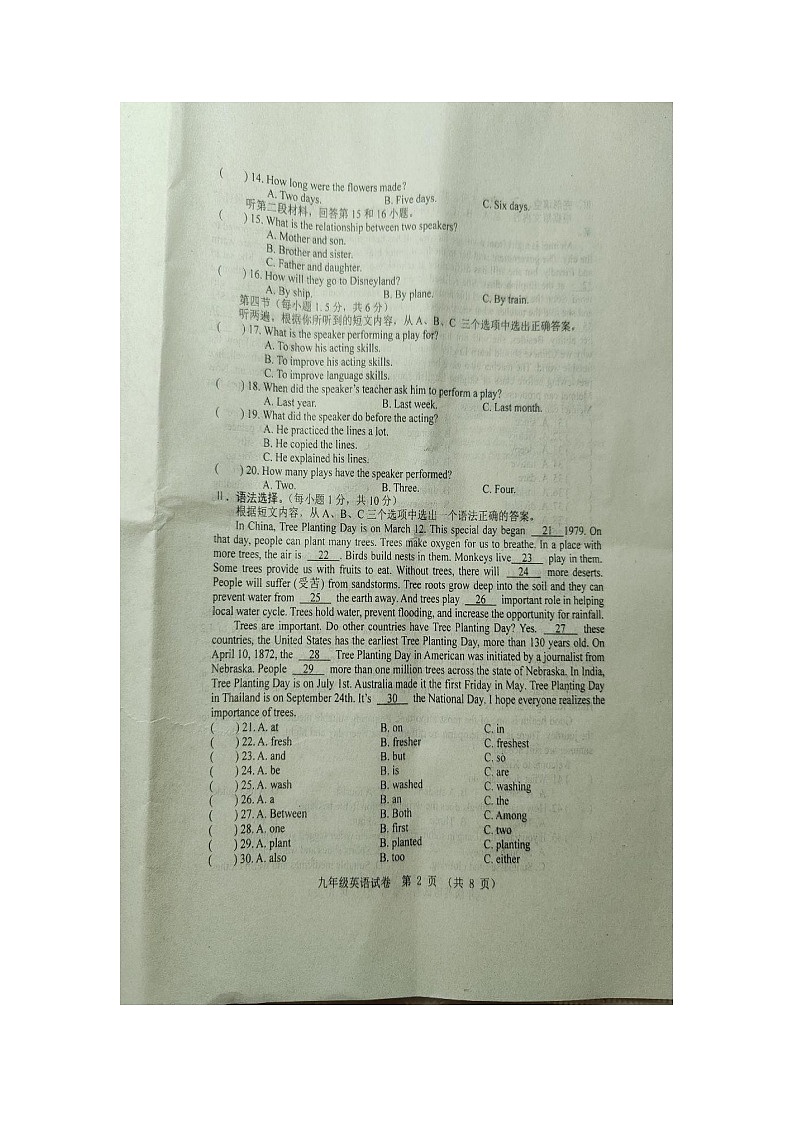 ( ) 14. How long were the flowers made?
A. Two days. B. Five days. C. Six days.
听第二段材料，回答第 15 和 16 小题。
( ) 15. What is the relationship between two speakers?
A. Mother and son.
B. Brother and sister.
C. Father and daughter.
( ) 16. How will they go to Disneyland?
A. By ship. B. By plane. C. By train.
第四节（每小题 1. 5 分，共 6 分）
听两遍，根据你所听到的短文内容，从 A、B、C 三个选项中选出正确答案。
( ) 17. What is the speaker performing a play for?
A. To show his acting skills.
B. To improve his acting skills.
C. To improve language skills.
( ) 18. When did the speaker's teacher ask him to perform a play?
A. Last year. B. Last week. C. Last month.
( ) 19. What did the speaker do before the acting?
A. He practiced the lines a lot.
B. He copied the lines.
C. He explained his lines.
( ) 20. How many plays have the speaker performed?
A. Two. B. Three. C. Four.
Ⅱ. 语法选择。（每小题 1 分，共 10 分）
根据短文内容，从 A、B、C 三个选项中选出一个语法正确的答案。
In China, Tree Planting Day is on March 12. This special day began 21 1979. On
that day, people can plant many trees. Trees make oxygen for us to breathe. In a place with
more trees, the air is 22 . Birds build nests in them. Monkeys live 23 play in them.
Some trees provide us with fruits to eat. Without trees, there will 24 more deserts.
People will suffer (受苦) from sandstorms. Tree roots grow deep into the soil and they can
prevent water from 25 the earth away. And trees play 26 important role in helping
local water cycle. Trees hold water, prevent flooding, and increase the opportunity for rainfall.
Trees are important. Do other countries have Tree Planting Day? Yes. 27 these
countries, the United States has the earliest Tree Planting Day, more than 130 years old. On
April 10, 1872, the 28 Tree Planting Day in American was initiated by a journalist from
Nebraska. People 29 more than one million trees across the state of Nebraska. In India,
Tree Planting Day is on July 1st. Australia made it the first Friday in May. Tree Planting Day
in Thailand is on September 24th. It's 30 the National Day. I hope everyone realizes the
importance of trees.
( ) 21. A. at B. on C. in
( ) 22. A. fresh B. fresher C. freshest
( ) 23. A. and B. but C. so
( ) 24. A. be B. is C. are
( ) 25. A. wash B. washed C. washing
( ) 26. A. a B. an C. the
( ) 27. A. Between B. Both C. Among
( ) 28. A. one B. first C. two
( ) 29. A. plant B. planted C. planting
( ) 30. A. also B. too C. either
九年级英语试卷 第 2 页 （共 8 页）